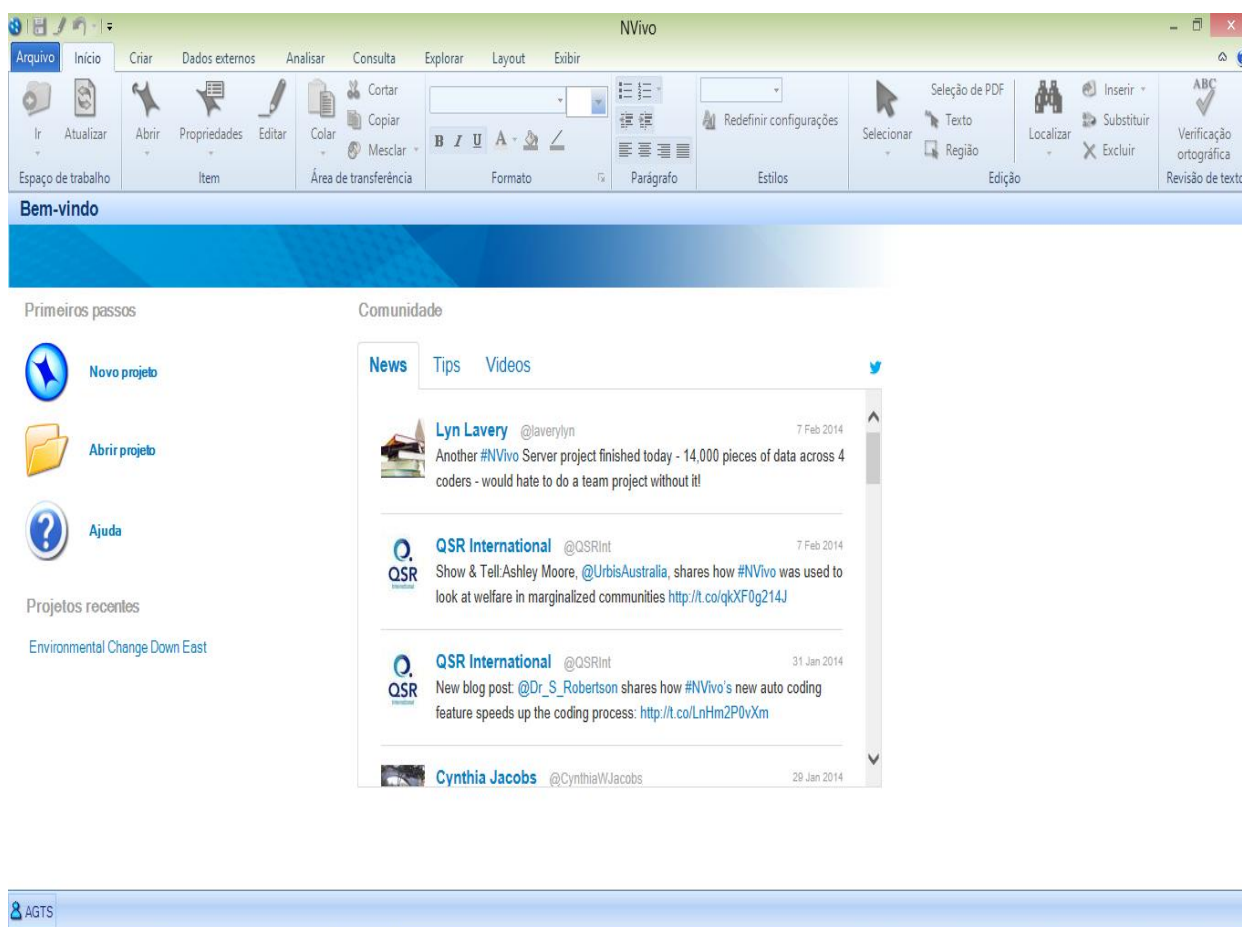 NVivo
Arquivo Início Criar Dados externos Analisar Consulta Explorar Layout Exibir
Ir Atualizar Abrir Propriedades Editar Colar Cortar Copiar Mesclar
B I U A
Redefinir configurações
Selecionar Seleção de PDF Texto Região Localizar Inserir Substituir Excluir
ABC Verificação ortográfica
Espaço de trabalho Item Área de transferência Formato Parágrafo Estilos Edição Revisão de texto
Bem-vindo
Primeiros passos
Novo projeto
Abrir projeto
Ajuda
Projetos recentes
Environmental Change Down East
Comunidade
News Tips Videos
Lyn Lavery @laverylyn 7 Feb 2014
Another #NVivo Server project finished today - 14,000 pieces of data across 4
coders - would hate to do a team project without it!
QSR International @QSRInt 7 Feb 2014
QSR
Show & Tell:Ashley Moore, @UrbisAustralia, shares how #NVivo was used to
look at welfare in marginalized communities http://t.co/qkXF0g214J
QSR International @QSRInt 31 Jan 2014
QSR
New blog post: @Dr_S_Robertson shares how #NVivo's new auto coding
feature speeds up the coding process: http://t.co/LnHm2P0vXm
Cynthia Jacobs @CynthiaWJacobs 29 Jan 2014
AGTS